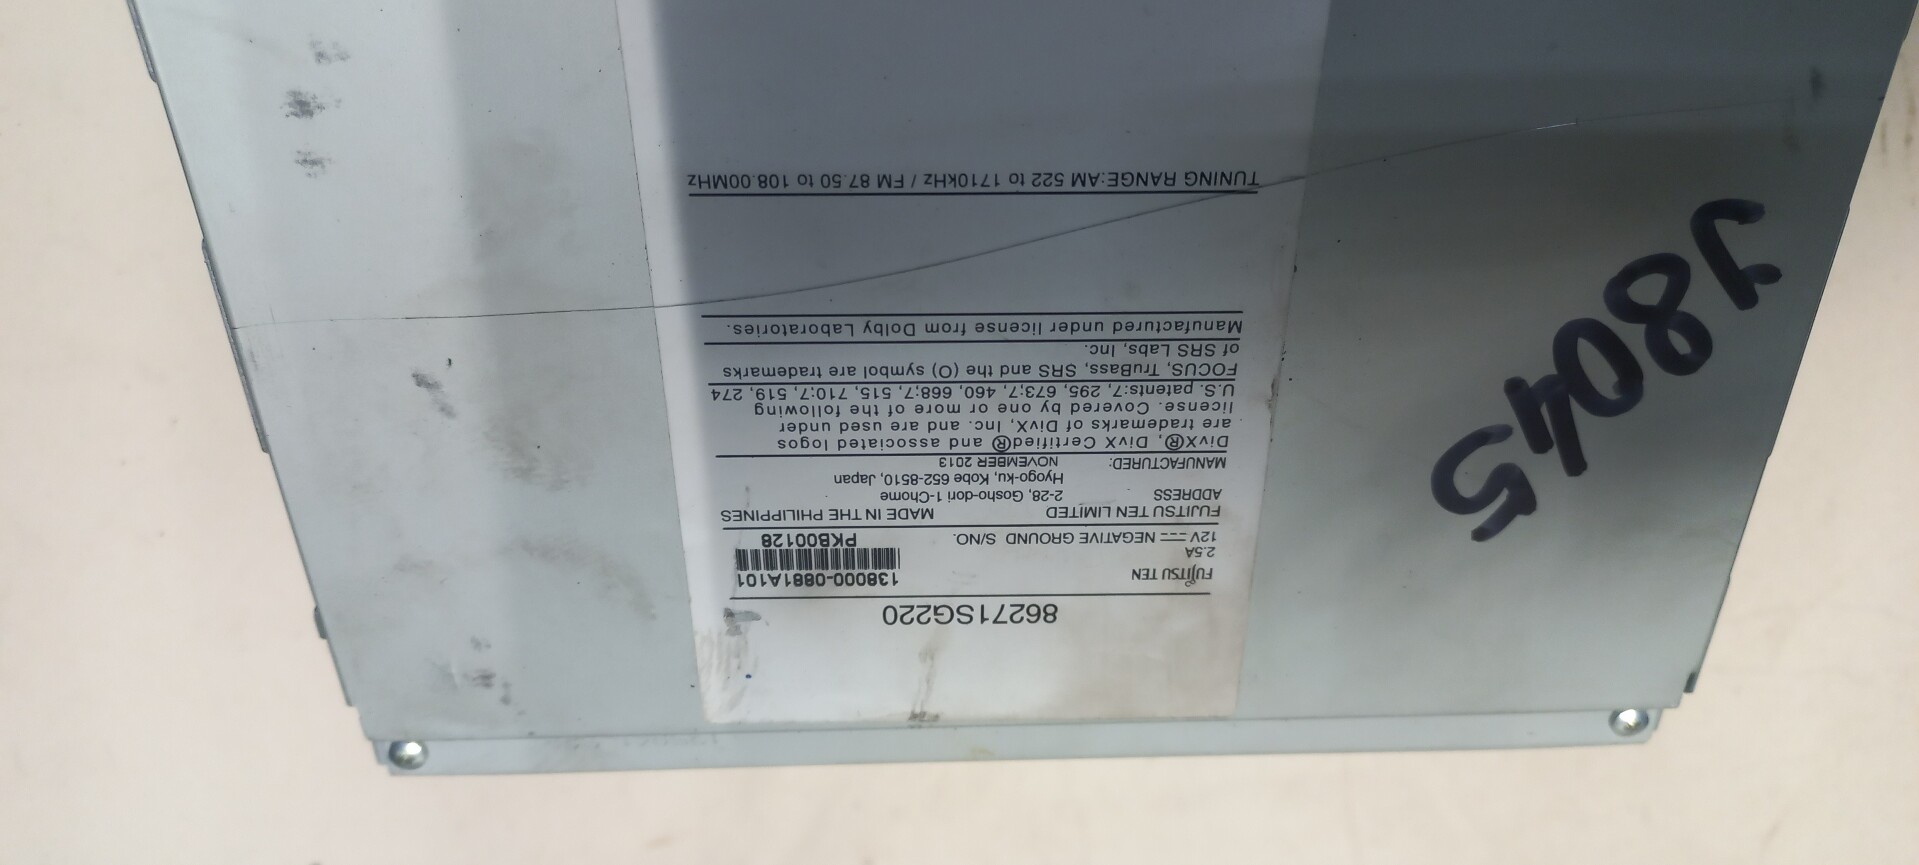 86271SG220
FUJITSU TEN
138000-0881A101
2.5A
12V NEGATIVE GROUND S/NO. PKB00128
FUJITSU TEN LIMITED MADE IN THE PHILIPPINES
ADDRESS 2-28, Gosho-dori 1-Chome
Hyogo-ku, Kobe 652-8510, Japan
MANUFACTURED: NOVEMBER 2013
DivX®, DivX Certified® and associated logos
are trademarks of DivX, Inc. and are used under
license. Covered by one or more of the following
U.S. patents:7, 295, 673;7, 460, 668;7, 515, 710;7, 519, 274
FOCUS, TruBass, SRS and the (O) symbol are trademarks
of SRS Labs, Inc.
Manufactured under license from Dolby Laboratories.
TUNING RANGE:AM 522 to 1710kHz / FM 87.50 to 108.00MHz
J8045